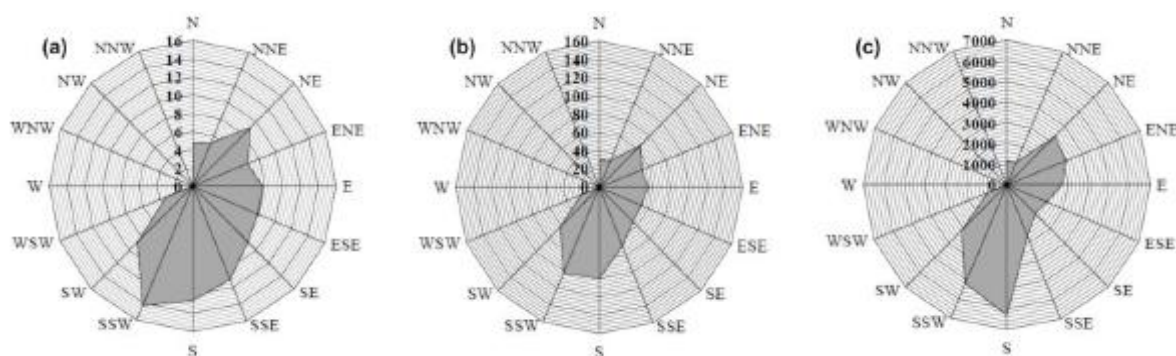 (a)
N
NNE
NE
ENE
E
ESE
SE
SSE
S
SSW
SW
WSW
W
WNW
NW
NNW
16
14
12
10
8
6
4
2
0
(b)
N
NNE
NE
ENE
E
ESE
SE
SSE
S
SSW
SW
WSW
W
WNW
NW
NNW
160
140
120
100
80
60
40
20
0
(c)
N
NNE
NE
ENE
E
ESE
SE
SSE
S
SSW
SW
WSW
W
WNW
NW
NNW
7000
6000
5000
4000
3000
2000
1000
0